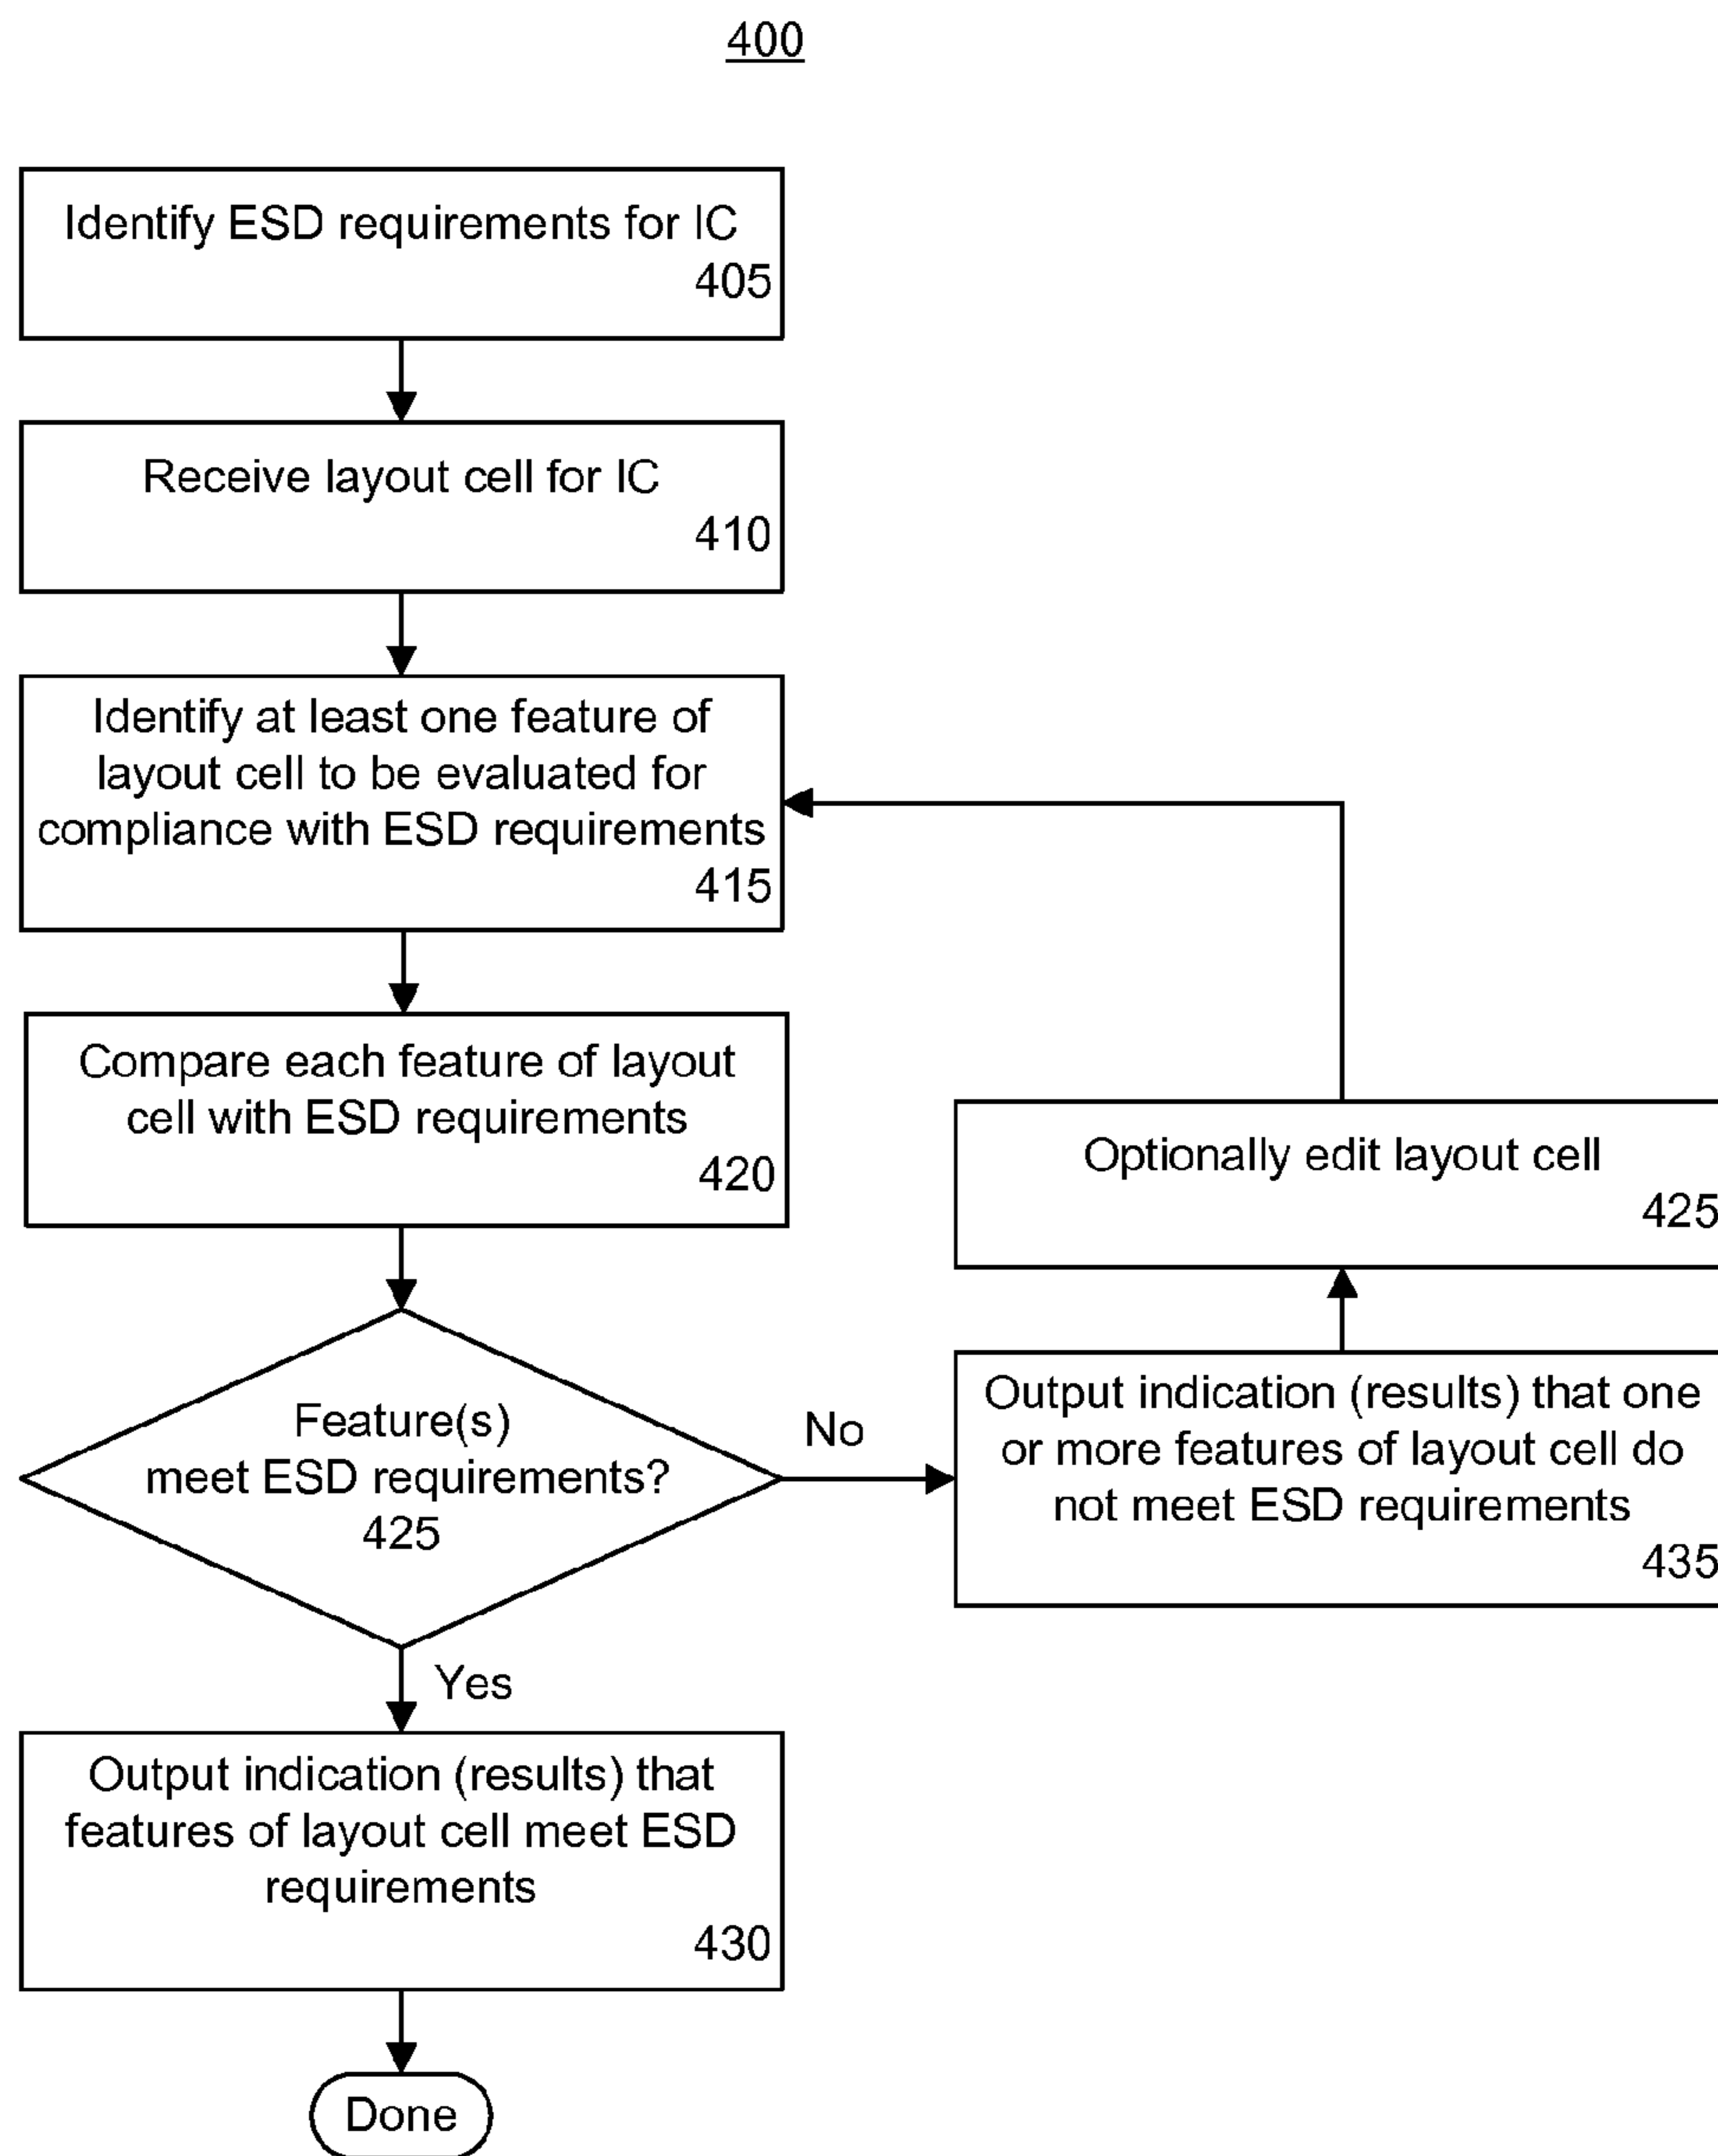 400
Identify ESD requirements for IC
405
Receive layout cell for IC
410
Identify at least one feature of
layout cell to be evaluated for
compliance with ESD requirements
415
Compare each feature of layout
cell with ESD requirements
420
Feature(s)
meet ESD requirements?
425
No
Yes
Output indication (results) that one
or more features of layout cell do
not meet ESD requirements
435
Optionally edit layout cell
425
Output indication (results) that
features of layout cell meet ESD
requirements
430
Done